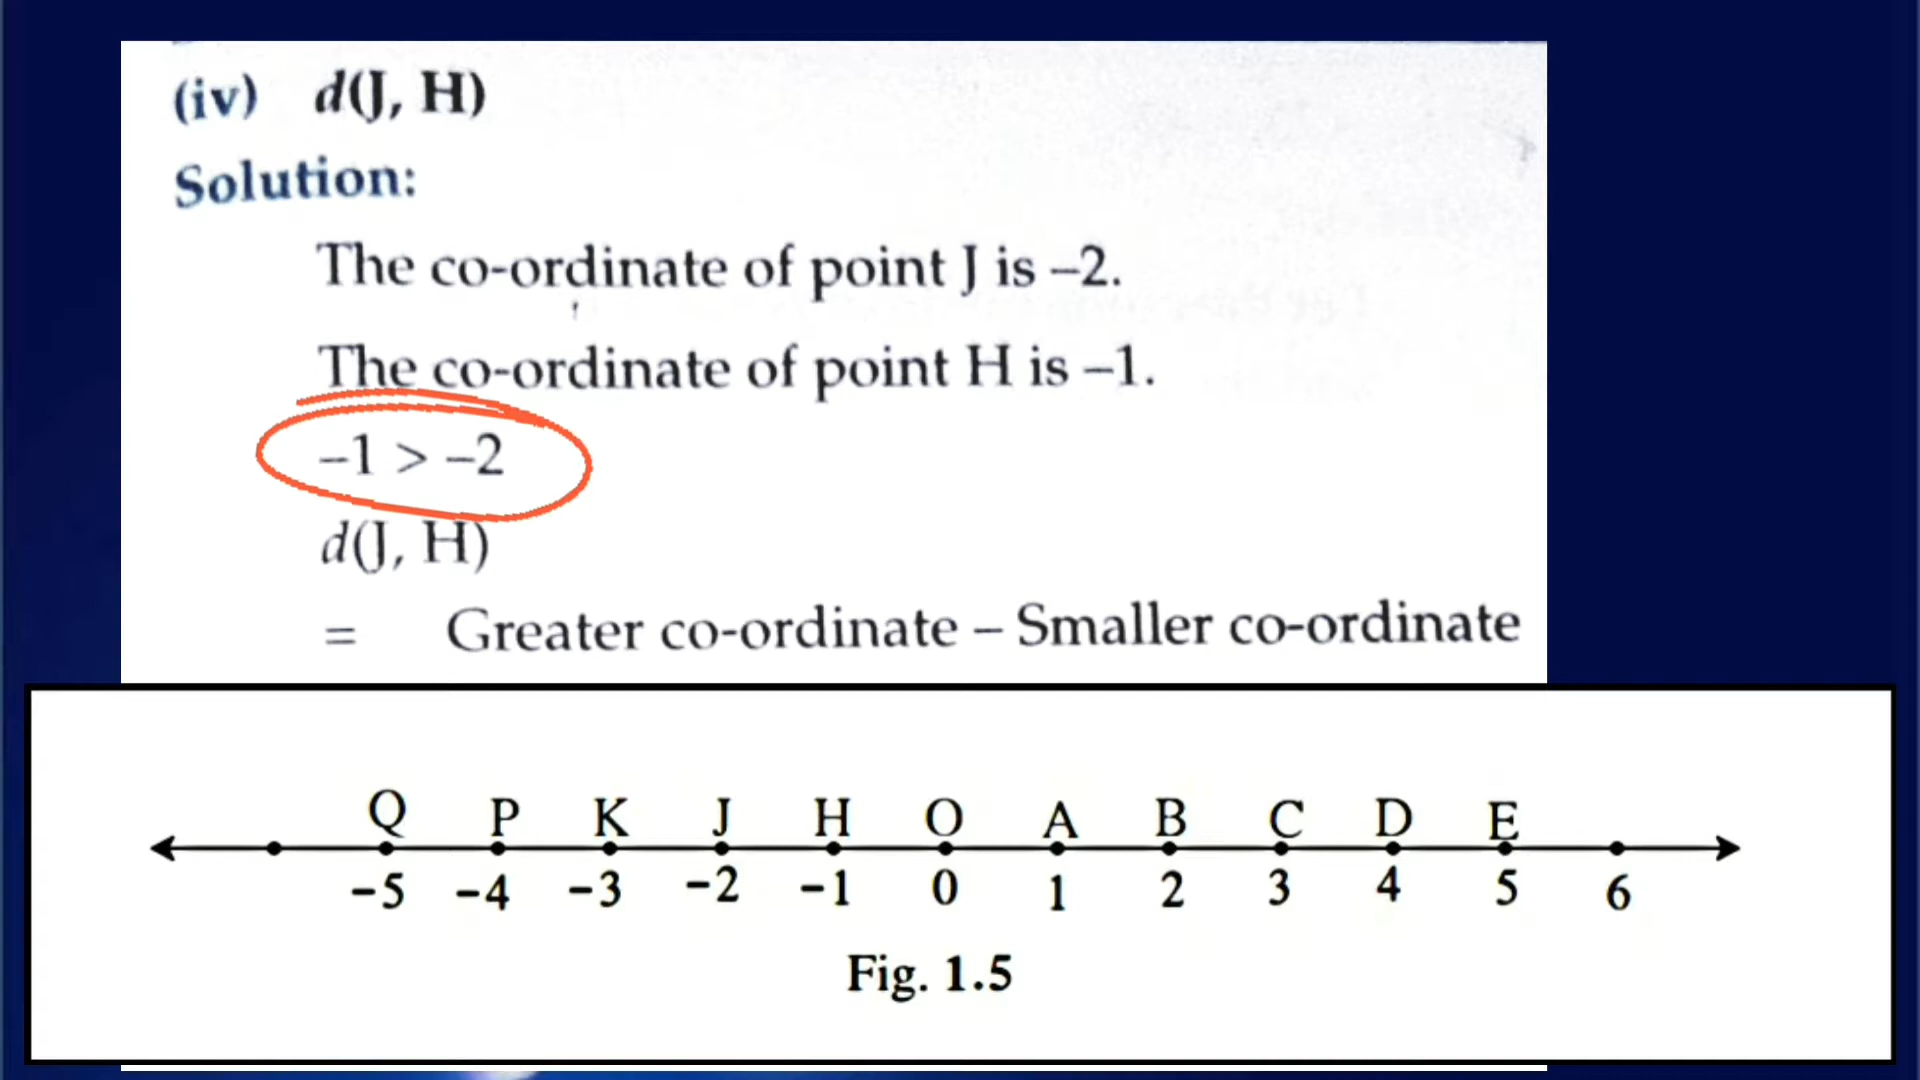 (iv) d(J, H)
Solution:
The co-ordinate of point J is –2.
The co-ordinate of point H is –1.
–1 > –2
d(J, H)
= Greater co-ordinate – Smaller co-ordinate
Q P K J H O A B C D E
-5 -4 -3 -2 -1 0 1 2 3 4 5 6
Fig. 1.5